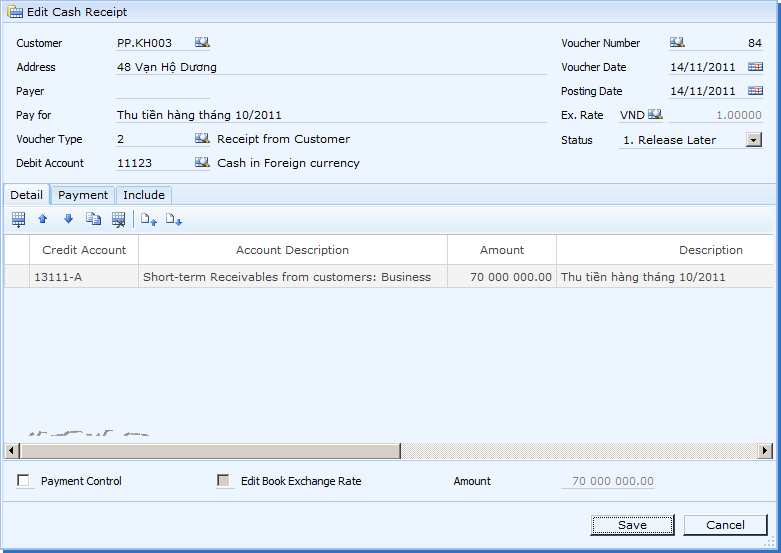 Edit Cash Receipt
Customer PP.KH003 Voucher Number 84
Address 48 Vạn Hộ Dương Voucher Date 14/11/2011
Payer Posting Date 14/11/2011
Pay for Thu tiền hàng tháng 10/2011 Ex. Rate VND 1.00000
Voucher Type 2 Receipt from Customer Status 1. Release Later
Debit Account 11123 Cash in Foreign currency
Detail Payment Include
Credit Account Account Description Amount Description
13111-A Short-term Receivables from customers: Business 70 000 000.00 Thu tiền hàng tháng 10/2011
Payment Control Edit Book Exchange Rate Amount 70 000 000.00
Save Cancel